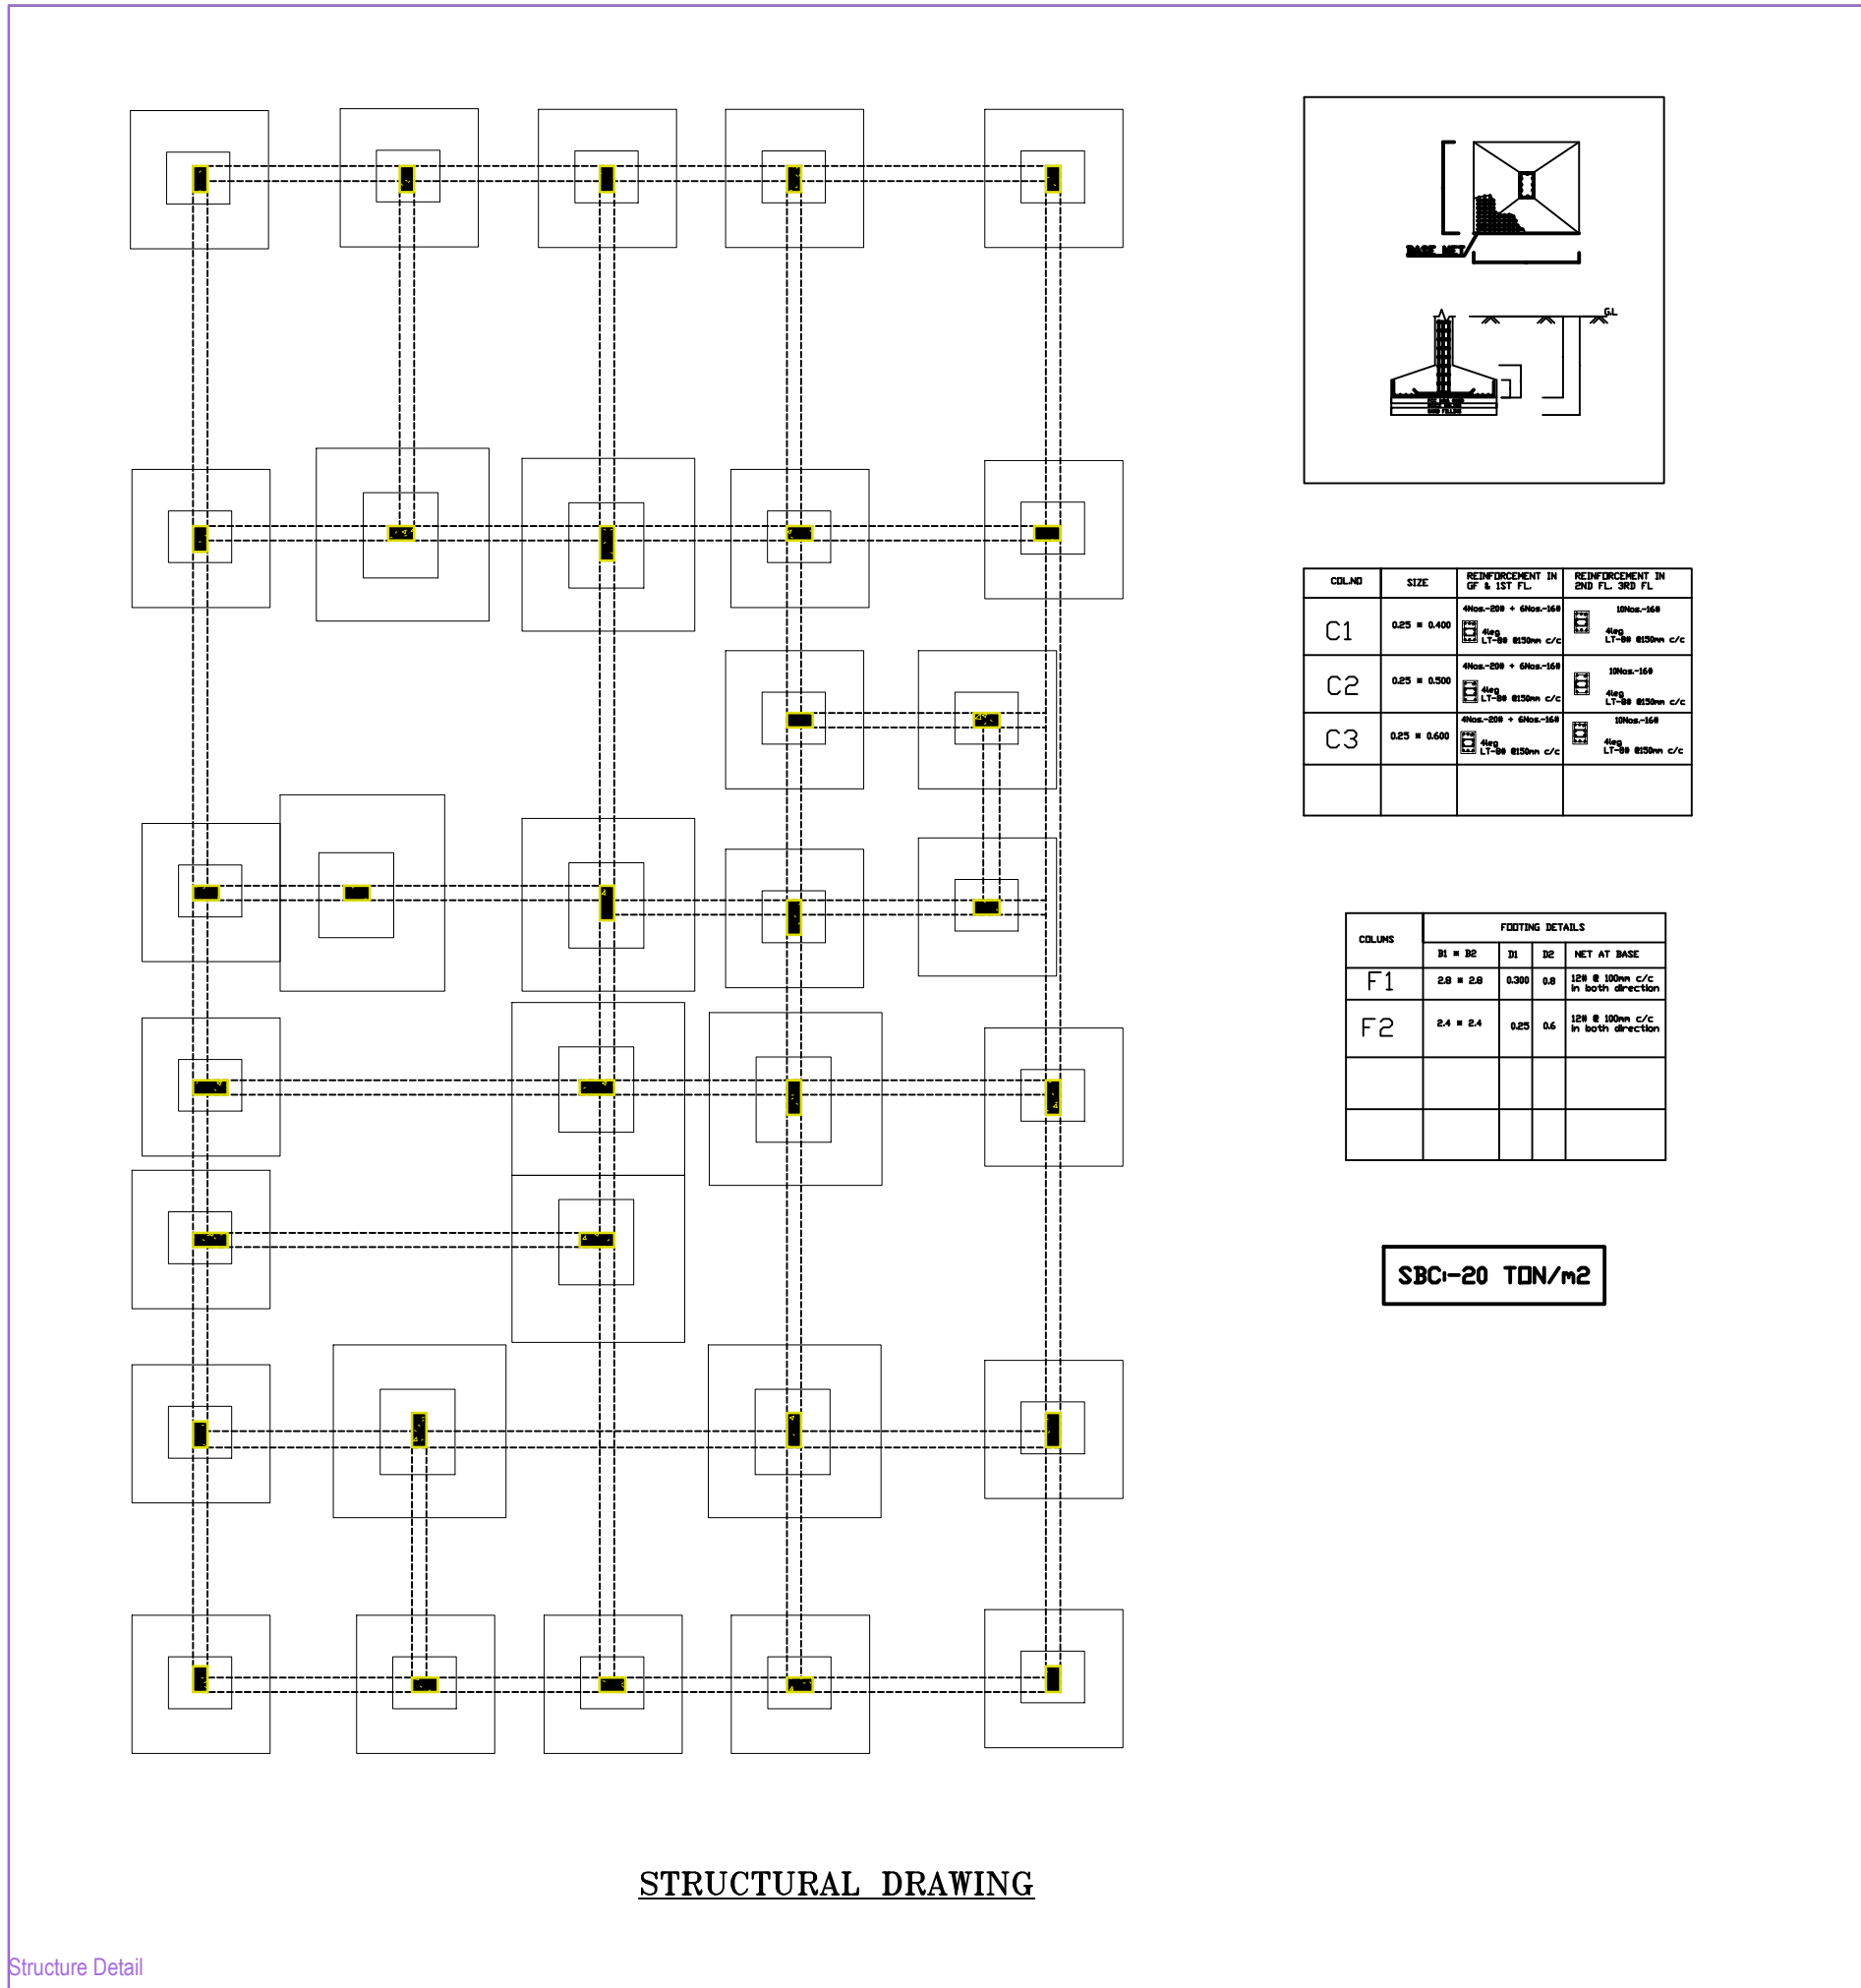 BASE NET
G.L
COL.NO SIZE REINFORCEMENT IN GF & 1ST FL. REINFORCEMENT IN 2ND FL. 3RD FL
C1 0.25 * 0.400 4Nos.-20# + 6Nos.-16# 4leg LT-8# @150mm c/c 10Nos.-16# 4leg LT-8# @150mm c/c
C2 0.25 * 0.500 4Nos.-20# + 6Nos.-16# 4leg LT-8# @150mm c/c 10Nos.-16# 4leg LT-8# @150mm c/c
C3 0.25 * 0.600 4Nos.-20# + 6Nos.-16# 4leg LT-8# @150mm c/c 10Nos.-16# 4leg LT-8# @150mm c/c
COLUNS FOOTING DETAILS
B1 * B2 D1 D2 NET AT BASE
F1 2.8 * 2.8 0.300 0.8 12# @ 100mm c/c in both direction
F2 2.4 * 2.4 0.25 0.6 12# @ 100mm c/c in both direction
SBC:-20 TON/m2
STRUCTURAL DRAWING
Structure Detail